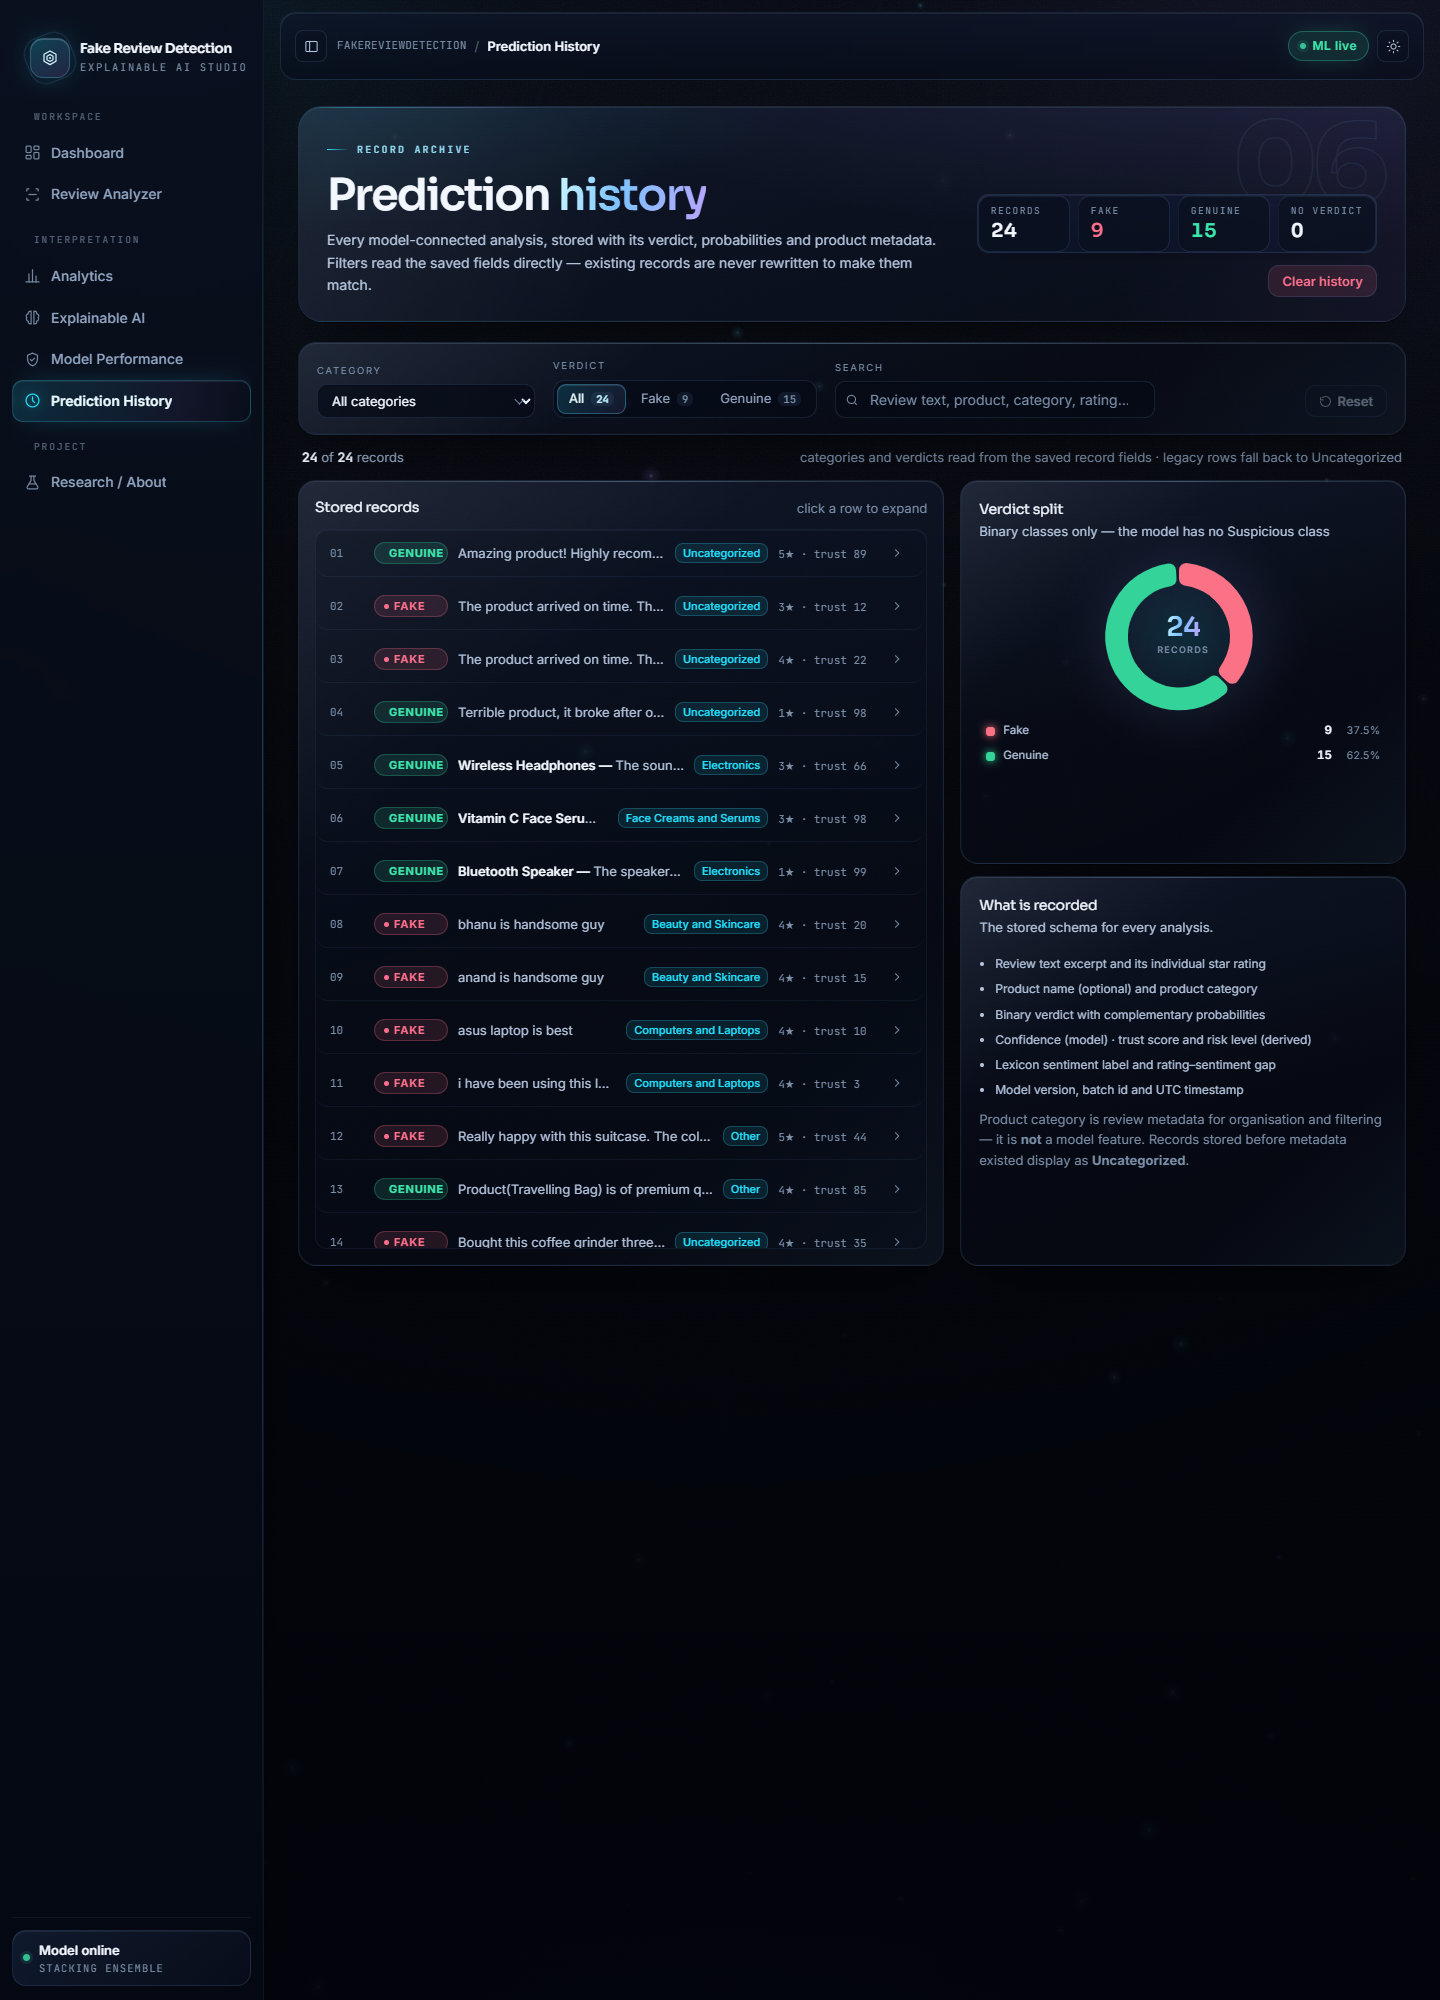 Fake Review Detection
EXPLAINABLE AI STUDIO
WORKSPACE
Dashboard
Review Analyzer
INTERPRETATION
Analytics
Explainable AI
Model Performance
Prediction History
PROJECT
Research / About
Model online
STACKING ENSEMBLE
FAKEREVIEWDETECTION / Prediction History
ML live
06
RECORD ARCHIVE
Prediction history
Every model-connected analysis, stored with its verdict, probabilities and product metadata.
Filters read the saved fields directly — existing records are never rewritten to make them
match.
RECORDS
24
FAKE
9
GENUINE
15
NO VERDICT
0
Clear history
CATEGORY
All categories
VERDICT
All 24
Fake 9
Genuine 15
SEARCH
Review text, product, category, rating...
Reset
24 of 24 records
categories and verdicts read from the saved record fields · legacy rows fall back to Uncategorized
Stored records
click a row to expand
01 GENUINE Amazing product! Highly recom... Uncategorized 5★ · trust 89
02 FAKE The product arrived on time. Th... Uncategorized 3★ · trust 12
03 FAKE The product arrived on time. Th... Uncategorized 4★ · trust 22
04 GENUINE Terrible product, it broke after o... Uncategorized 1★ · trust 98
05 GENUINE Wireless Headphones — The soun... Electronics 3★ · trust 66
06 GENUINE Vitamin C Face Seru... Face Creams and Serums 3★ · trust 98
07 GENUINE Bluetooth Speaker — The speaker... Electronics 1★ · trust 99
08 FAKE bhanu is handsome guy Beauty and Skincare 4★ · trust 20
09 FAKE anand is handsome guy Beauty and Skincare 4★ · trust 15
10 FAKE asus laptop is best Computers and Laptops 4★ · trust 10
11 FAKE i have been using this l... Computers and Laptops 4★ · trust 3
12 FAKE Really happy with this suitcase. The col... Other 5★ · trust 44
13 GENUINE Product(Travelling Bag) is of premium q... Other 4★ · trust 85
14 FAKE Bought this coffee grinder three... Uncategorized 4★ · trust 35
Verdict split
Binary classes only — the model has no Suspicious class
24
RECORDS
Fake 9 37.5%
Genuine 15 62.5%
What is recorded
The stored schema for every analysis.
• Review text excerpt and its individual star rating
• Product name (optional) and product category
• Binary verdict with complementary probabilities
• Confidence (model) · trust score and risk level (derived)
• Lexicon sentiment label and rating–sentiment gap
• Model version, batch id and UTC timestamp
Product category is review metadata for organisation and filtering
— it is not a model feature. Records stored before metadata
existed display as Uncategorized.